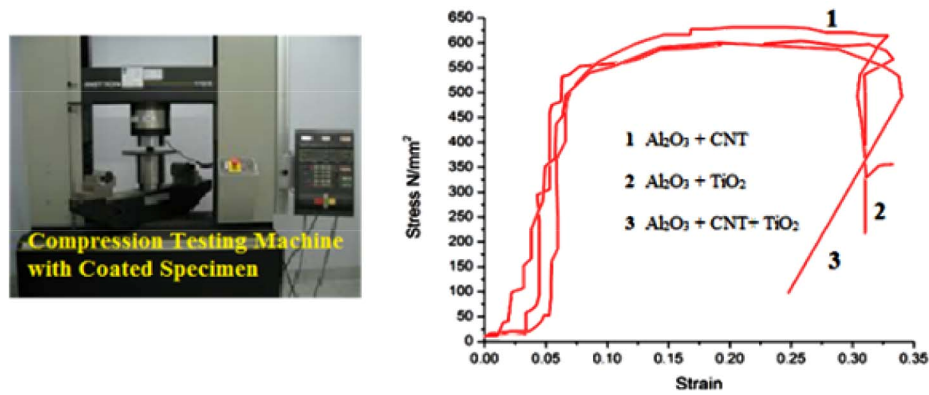 Compression Testing Machine
with Coated Specimen
650
600
550
500
450
400
350
300
250
200
150
100
50
0
Stress N/mm²
0.00 0.05 0.10 0.15 0.20 0.25 0.30 0.35
Strain
1
1 Al₂O₃ + CNT
2 Al₂O₃ + TiO₂
3 Al₂O₃ + CNT+ TiO₂
2
3